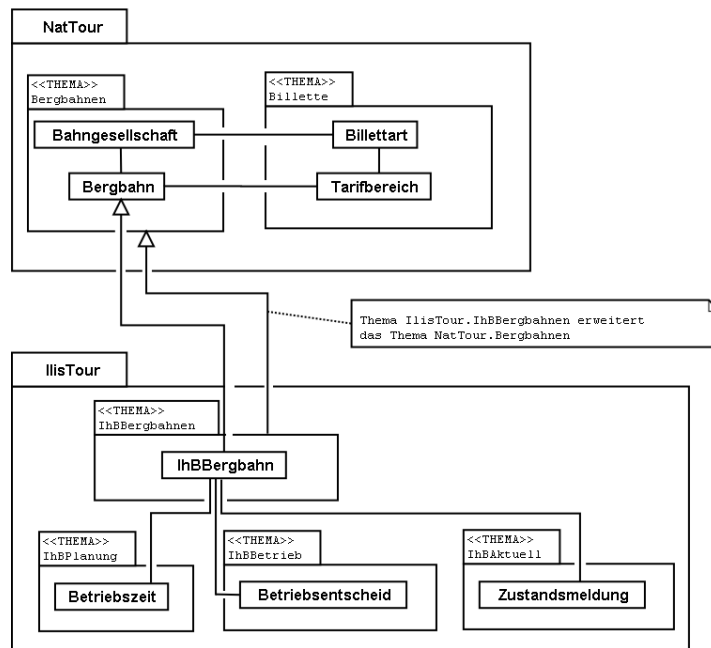 NatTour
<<THEMA>>
Bergbahnen
<<THEMA>>
Billette
Bahngesellschaft
Billettart
Bergbahn
Tarifbereich
Thema IlisTour.IhBBergbahnen erweitert
das Thema NatTour.Bergbahnen
IlisTour
<<THEMA>>
IhBBergbahnen
IhBBergbahn
<<THEMA>>
IhBPlanung
<<THEMA>>
IhBBetrieb
<<THEMA>>
IhBAktuell
Betriebszeit
Betriebsentscheid
Zustandsmeldung